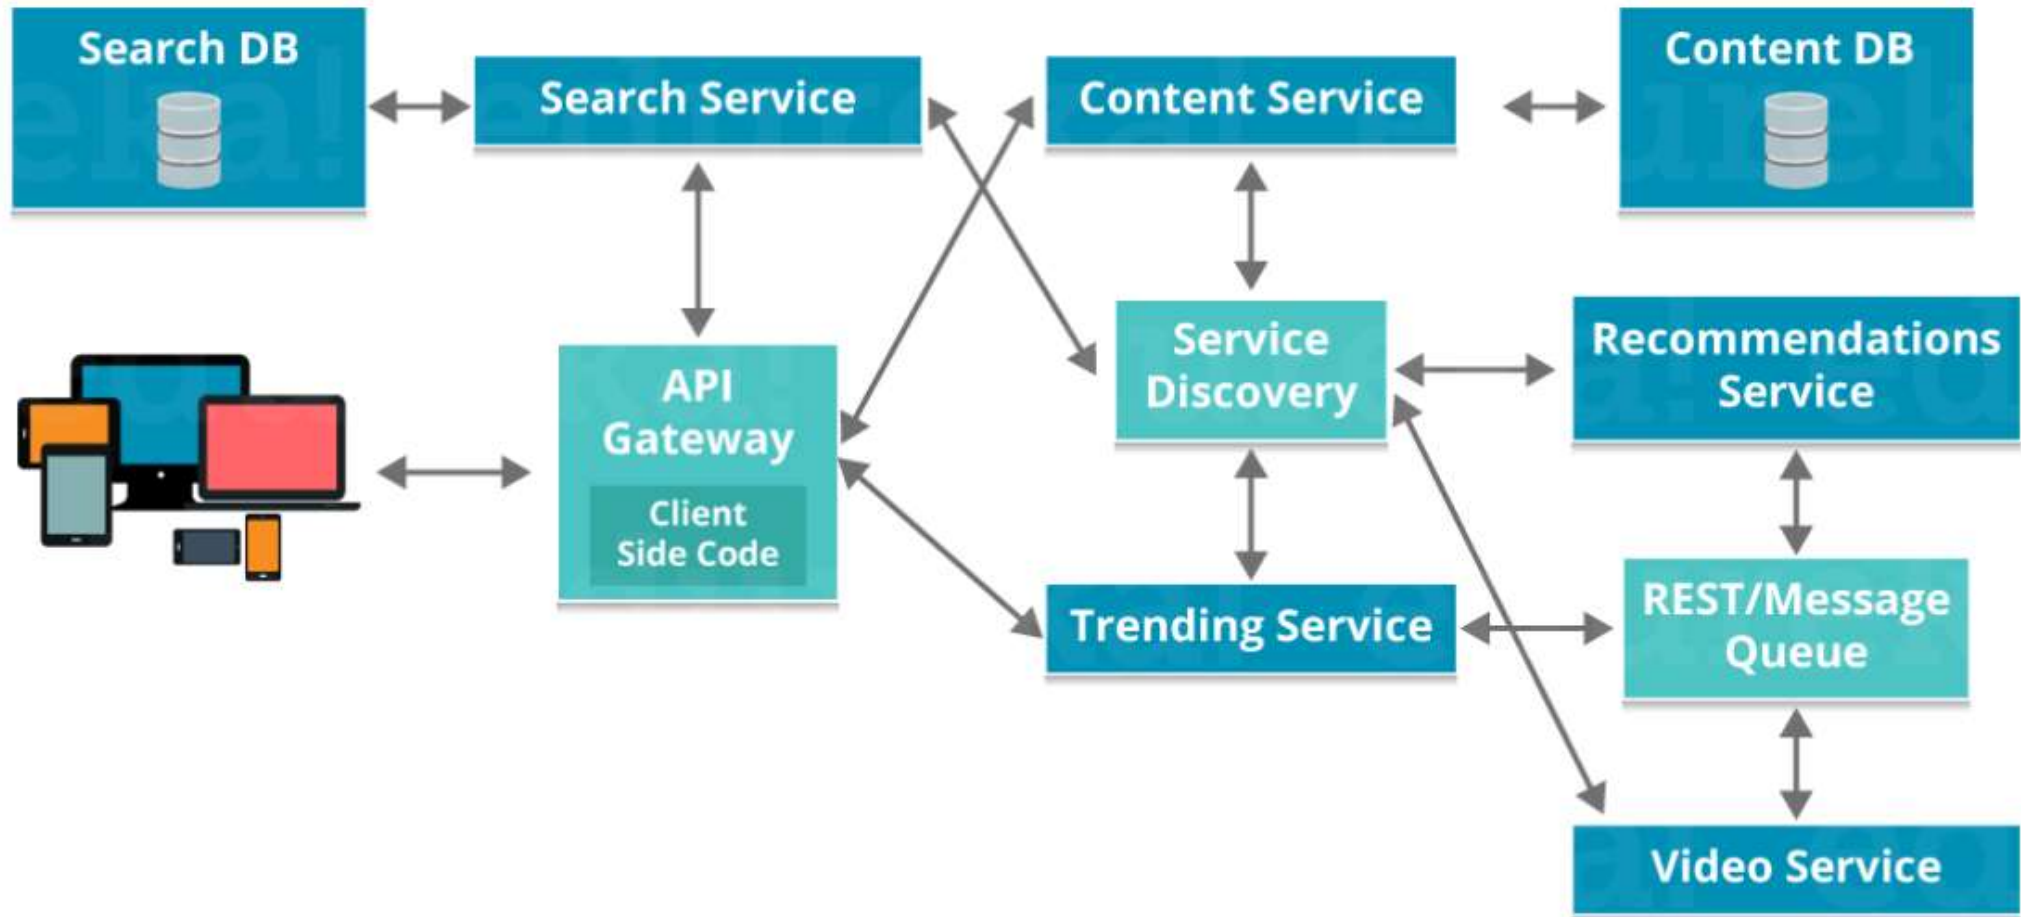 Search DB
Search Service
Content Service
Content DB
API
Gateway
Client
Side Code
Service
Discovery
Recommendations
Service
Trending Service
REST/Message
Queue
Video Service